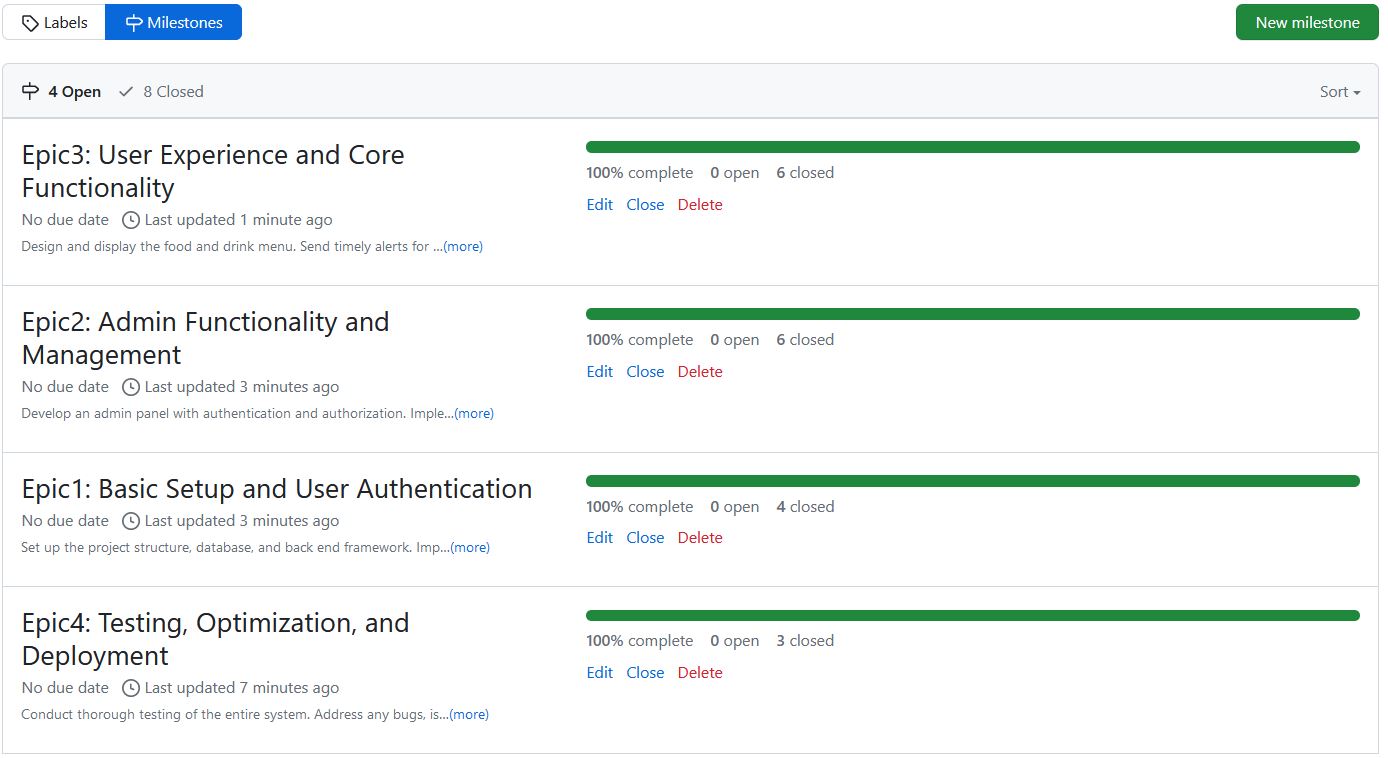 Labels Milestones New milestone
4 Open 8 Closed Sort
Epic3: User Experience and Core
Functionality
No due date Last updated 1 minute ago
Design and display the food and drink menu. Send timely alerts for ...(more)
100% complete 0 open 6 closed
Edit Close Delete
Epic2: Admin Functionality and
Management
No due date Last updated 3 minutes ago
Develop an admin panel with authentication and authorization. Imple...(more)
100% complete 0 open 6 closed
Edit Close Delete
Epic1: Basic Setup and User Authentication
No due date Last updated 3 minutes ago
Set up the project structure, database, and back end framework. Imp...(more)
100% complete 0 open 4 closed
Edit Close Delete
Epic4: Testing, Optimization, and
Deployment
No due date Last updated 7 minutes ago
Conduct thorough testing of the entire system. Address any bugs, is...(more)
100% complete 0 open 3 closed
Edit Close Delete